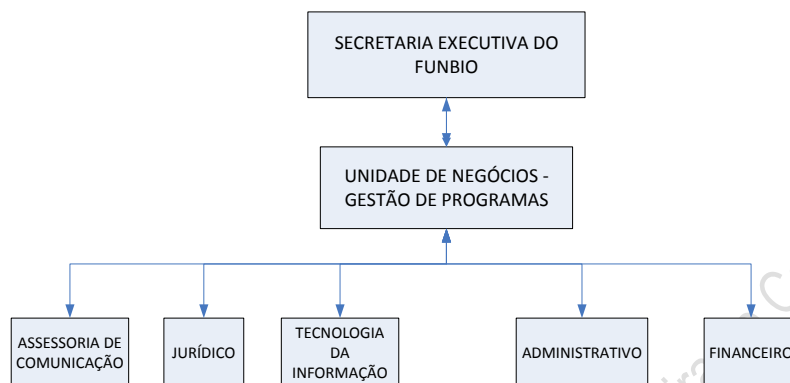 SECRETARIA EXECUTIVA DO
FUNBIO
UNIDADE DE NEGÓCIOS -
GESTÃO DE PROGRAMAS
ASSESSORIA DE
COMUNICAÇÃO
JURÍDICO
TECNOLOGIA
DA
INFORMAÇÃO
ADMINISTRATIVO
FINANCEIRO